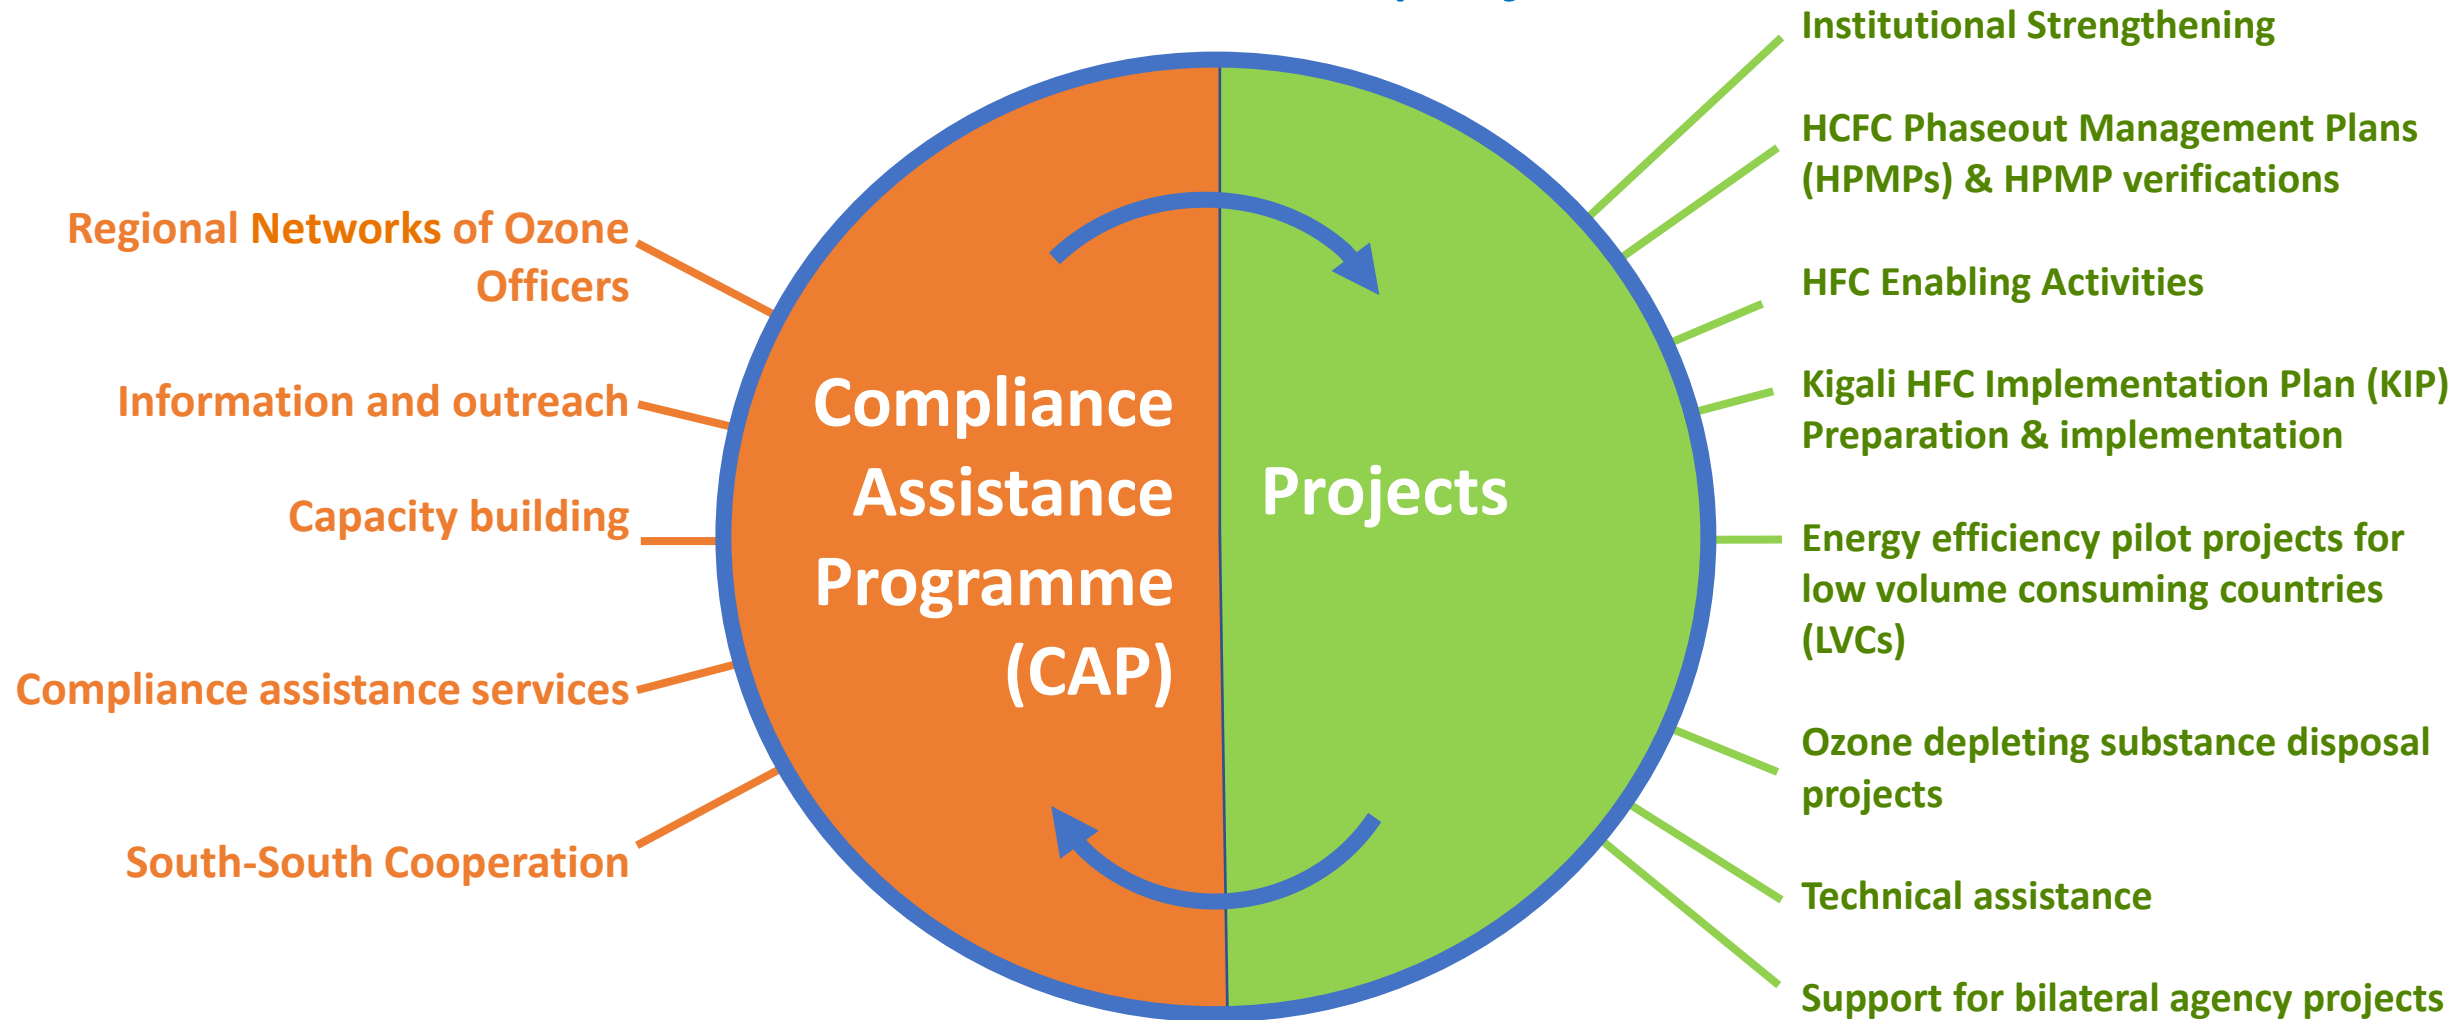 Regional Networks of Ozone
Officers
Information and outreach
Capacity building
Compliance assistance services
South-South Cooperation
Compliance
Assistance
Programme
(CAP)
Projects
Institutional Strengthening
HCFC Phaseout Management Plans
(HPMPs) & HPMP verifications
HFC Enabling Activities
Kigali HFC Implementation Plan (KIP)
Preparation & implementation
Energy efficiency pilot projects for
low volume consuming countries
(LVCs)
Ozone depleting substance disposal
projects
Technical assistance
Support for bilateral agency projects